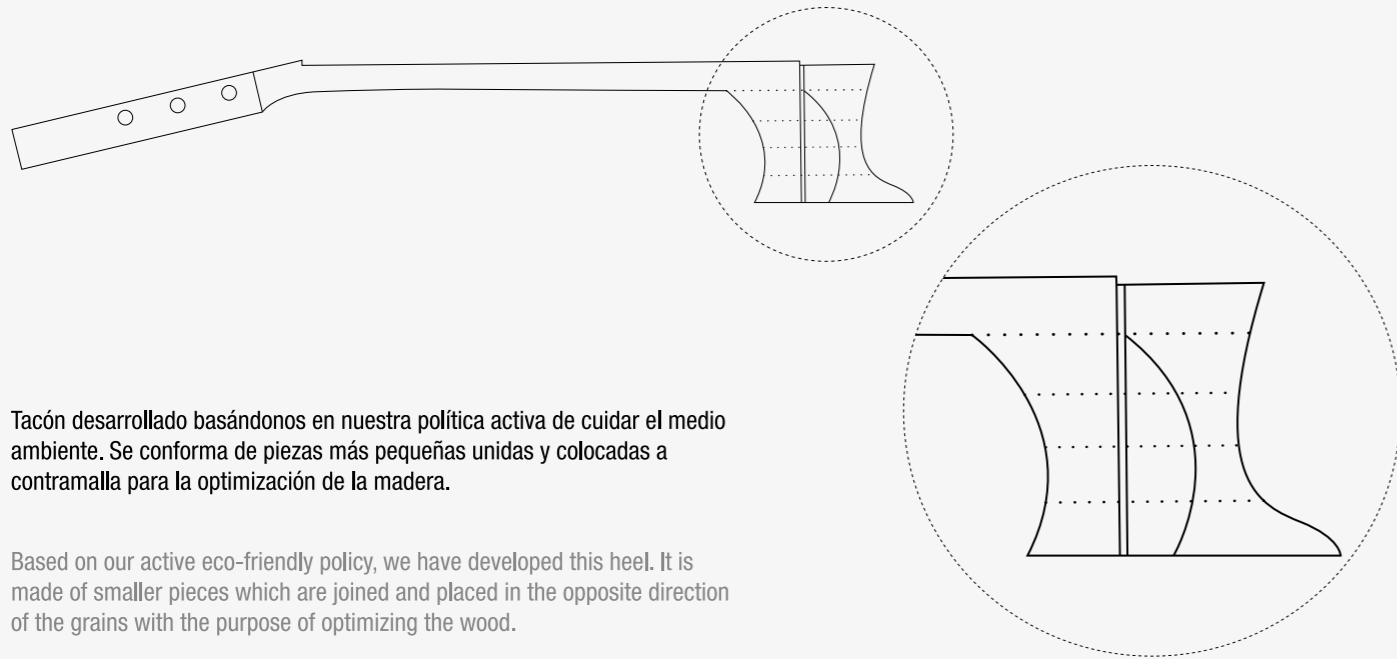 Tacón desarrollado basándonos en nuestra política activa de cuidar el medio
ambiente. Se conforma de piezas más pequeñas unidas y colocadas a
contramalla para la optimización de la madera.
Based on our active eco-friendly policy, we have developed this heel. It is
made of smaller pieces which are joined and placed in the opposite direction
of the grains with the purpose of optimizing the wood.